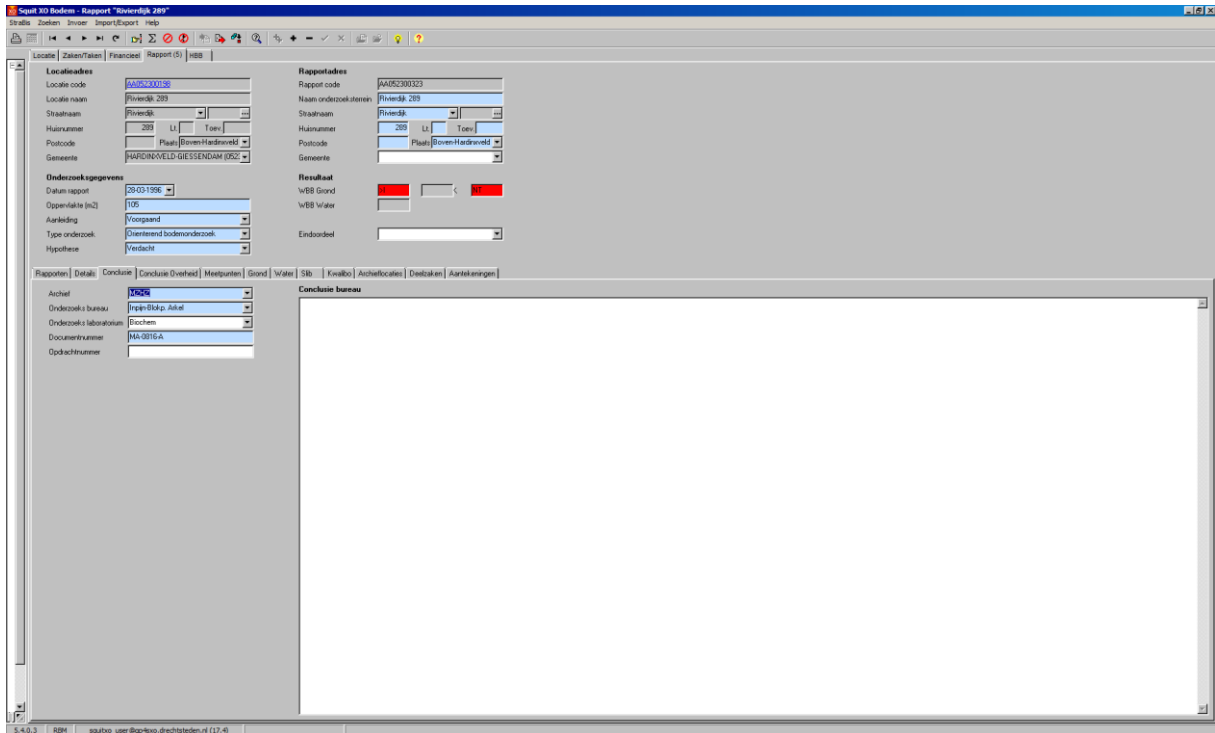 Squit XO Bodem - Rapport "Rivierdijk 289"
StraBis Zoeken Invoer Import/Export Help
Locatie Zaken/Taken Financieel Rapport (5) HBB
Locatieadres Rapportadres
Locatie code AA052300198 Rapport code AA052300323
Locatie naam Rivierdijk 289 Naam onderzoeksterrein Rivierdijk 289
Straatnaam Rivierdijk Straatnaam Rivierdijk
Huisnummer 289 Lt. Toev. Huisnummer 289 Lt. Toev.
Postcode Plaats Boven-Hardinxveld Postcode Plaats Boven-Hardinxveld
Gemeente HARDINXVELD-GIESSENDAM (052 Gemeente
Onderzoeksgegevens Resultaat
Datum rapport 28-03-1996 WBB Grond >I < NT
Oppervlakte (m2) 105 WBB Water
Aanleiding Voorgaand
Type onderzoek Orienterend bodemonderzoek Eindoordeel
Hypothese Verdacht
Rapporten Details Conclusie Conclusie Overheid Meetpunten Grond Water Slib Kwalibo Archieflocaties Deelzaken Aantekeningen
Archief MZHZ Conclusie bureau
Onderzoeks bureau Inpijn-Blokp. Arkel
Onderzoeks laboratorium Biochem
Documentnummer MA-0816-A
Opdrachtnummer
5.4.0.3 RBM squitxo_user@gp4sxo.drechtsteden.nl (17.4)